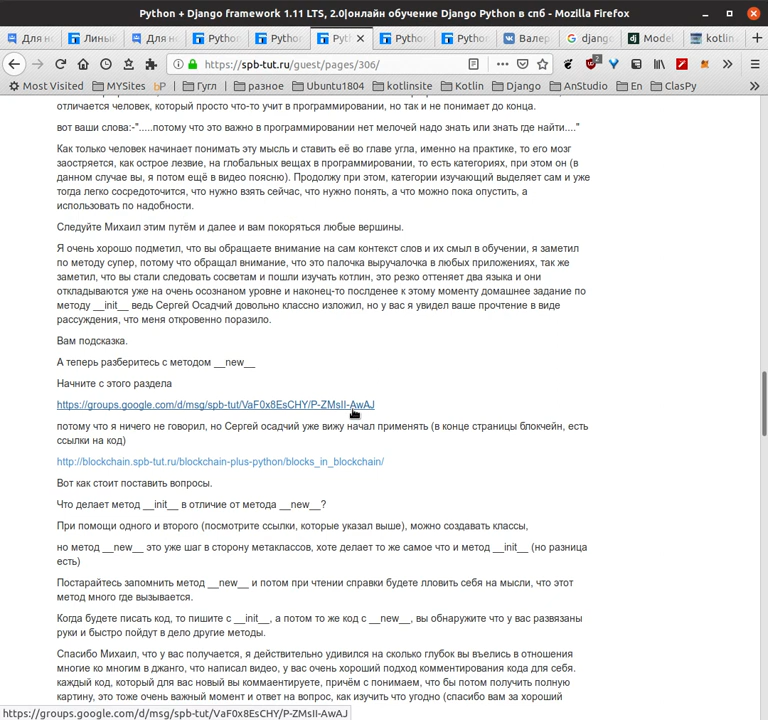 Python + Django framework 1.11 LTS, 2.0|онлайн обучение Django Python в спб - Mozilla Firefox
Для но
Линый
Для но
Python
Python
Pyt
Python
Python
Валер
djang
Model
kotlin
https://spb-tut.ru/guest/pages/306/
2
Most Visited MYSites bP Гугл разное Ubuntu1804 kotlinsite Kotlin Django AnStudio En ClasPy
отличается человек, который просто что-то учит в программировании, но так и не понимает до конца.
вот ваши слова:-".....потому что это важно в программировании нет мелочей надо знать или знать где найти...."
Как только человек начинает понимать эту мысль и ставить её во главе угла, именно на практике, то его мозг
заостряется, как острое лезвие, на глобальных вещах в программировании, то есть категориях, при этом он (в
данном случае вы, я потом ещё в видео поясню). Продолжу при этом, категории изучающий выделяет сам и уже
тогда легко сосредоточится, что нужно взять сейчас, что нужно понять, а что можно пока опустить, а
использовать по надобности.
Следуйте Михаил этим путём и далее и вам покоряться любые вершины.
Я очень хорошо подметил, что вы обращаете внимание на сам контекст слов и их смыл в обучении, я заметил
по методу супер, потому что обращал внимание, что это палочка выручалочка в любых приложениях, так же
заметил, что вы стали следовать сосветам и пошли изучать котлин, это резко оттеняет два языка и они
откладываются уже на очень осознаном уровне и наконец-то послденее к этому моменту домашнее задание по
методу __init__ ведь Сергей Осадчий довольно классно изложил, но у вас я увидел ваше прочтение в виде
рассуждения, что меня откровенно поразило.
Вам подсказка.
А теперь разберитесь с методом __new__
Начните с этого раздела
https://groups.google.com/d/msg/spb-tut/VaF0x8EsCHY/P-ZMsII-AwAJ
потому что я ничего не говорил, но Сергей осадчий уже вижу начал применять (в конце страницы блокчейн, есть
ссылки на код)
http://blockchain.spb-tut.ru/blockchain-plus-python/blocks_in_blockchain/
Вот как стоит поставить вопросы.
Что делает метод __init__ в отличие от метода __new__?
При помощи одного и второго (посмотрите ссылки, которые указал выше), можно создавать классы,
но метод __new__ это уже шаг в сторону метаклассов, хоте делает то же самое что и метод __init__ (но разница
есть)
Постарайтесь запомнить метод __new__ и потом при чтении справки будете лловить себя на мысли, что этот
метод много где вызывается.
Когда будете писать код, то пишите с __init__, а потом то же код с __new__, вы обнаружите что у вас развязаны
руки и быстро пойдут в дело другие методы.
Спасибо Михаил, что у вас получается, я действительно удивился на сколько глубок вы въелись в отношения
многие ко многим в джанго, что написал видео, у вас очень хороший подход комментирования кода для себя.
каждый код, который для вас новый вы коммаентируете, причём с понимаем, что бы потом получить полную
картину, это тоже очень важный момент и ответ на вопрос, как изучить что угодно (спасибо вам за хороший
https://groups.google.com/d/msg/spb-tut/VaF0x8EsCHY/P-ZMsII-AwAJ